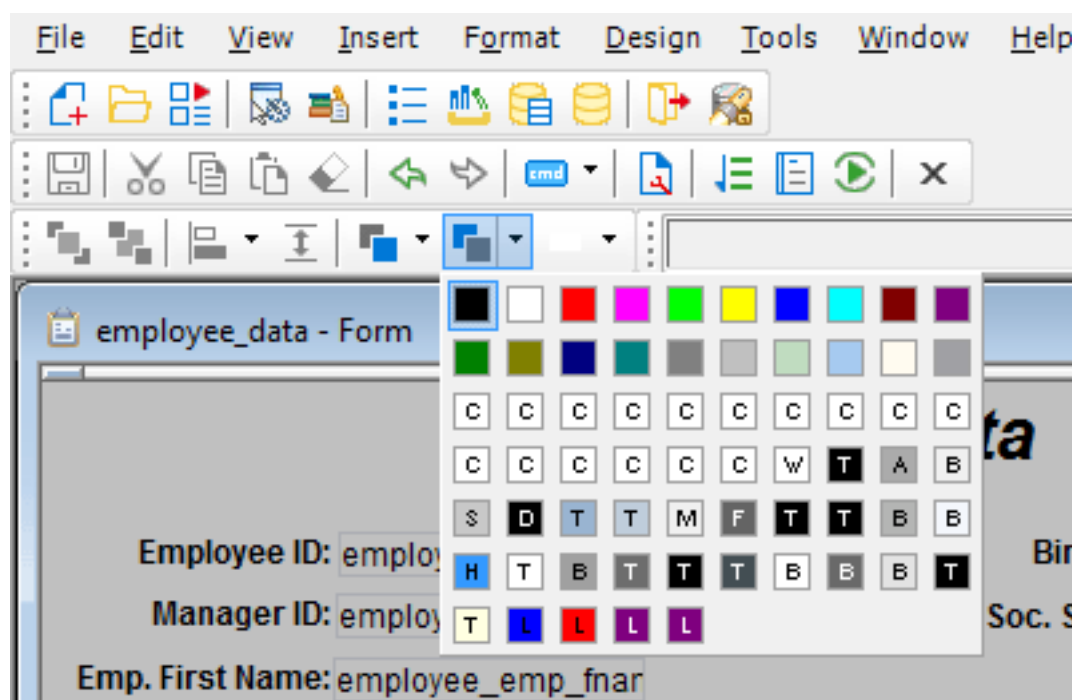 File Edit View Insert Format Design Tools Window Help
cmd
employee_data - Form
ta
C C C C C C C C C C
C C C C C C W T A B
S D T T M F T T B B
H T B T T T B B B T
T L L L L
Employee ID: employ
Bir
Manager ID: employ
Soc. S
Emp. First Name: employee_emp_fnar